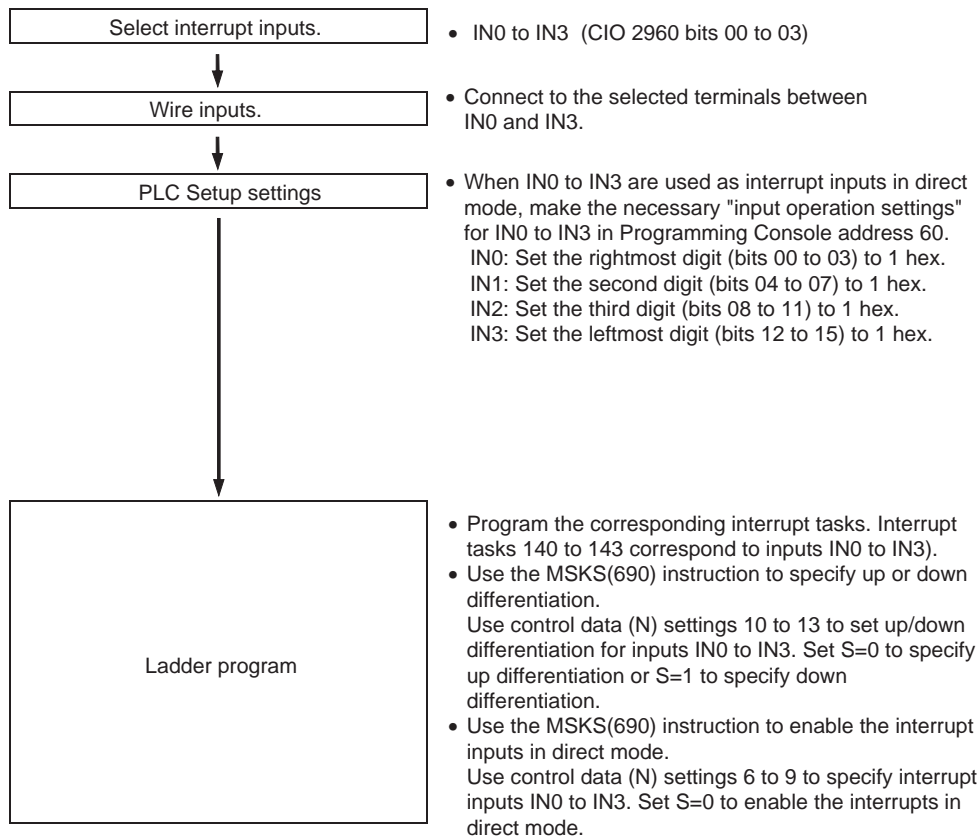 Select interrupt inputs.
• IN0 to IN3 (CIO 2960 bits 00 to 03)
Wire inputs.
• Connect to the selected terminals between
IN0 and IN3.
PLC Setup settings
• When IN0 to IN3 are used as interrupt inputs in direct
mode, make the necessary "input operation settings"
for IN0 to IN3 in Programming Console address 60.
IN0: Set the rightmost digit (bits 00 to 03) to 1 hex.
IN1: Set the second digit (bits 04 to 07) to 1 hex.
IN2: Set the third digit (bits 08 to 11) to 1 hex.
IN3: Set the leftmost digit (bits 12 to 15) to 1 hex.
Ladder program
• Program the corresponding interrupt tasks. Interrupt
tasks 140 to 143 correspond to inputs IN0 to IN3).
• Use the MSKS(690) instruction to specify up or down
differentiation.
Use control data (N) settings 10 to 13 to set up/down
differentiation for inputs IN0 to IN3. Set S=0 to specify
up differentiation or S=1 to specify down
differentiation.
• Use the MSKS(690) instruction to enable the interrupt
inputs in direct mode.
Use control data (N) settings 6 to 9 to specify interrupt
inputs IN0 to IN3. Set S=0 to enable the interrupts in
direct mode.